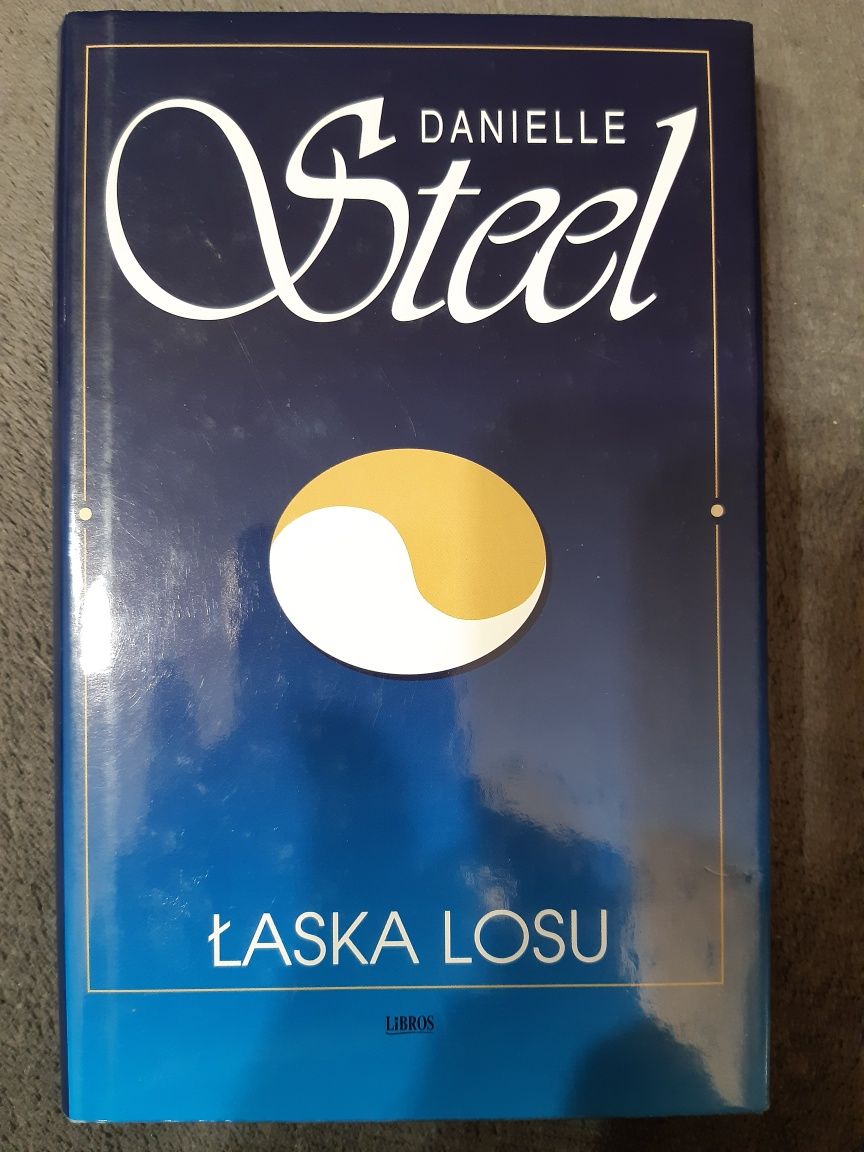 DANIELLE
Steel
ŁASKA LOSU
LiBROS